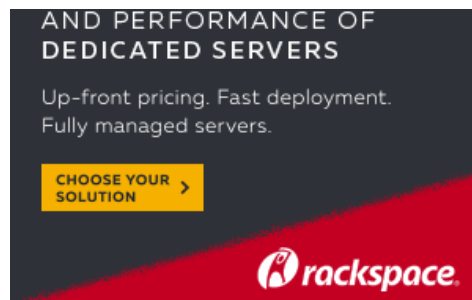 AND PERFORMANCE OF
DEDICATED SERVERS
Up-front pricing. Fast deployment.
Fully managed servers.
CHOOSE YOUR
SOLUTION
rackspace.